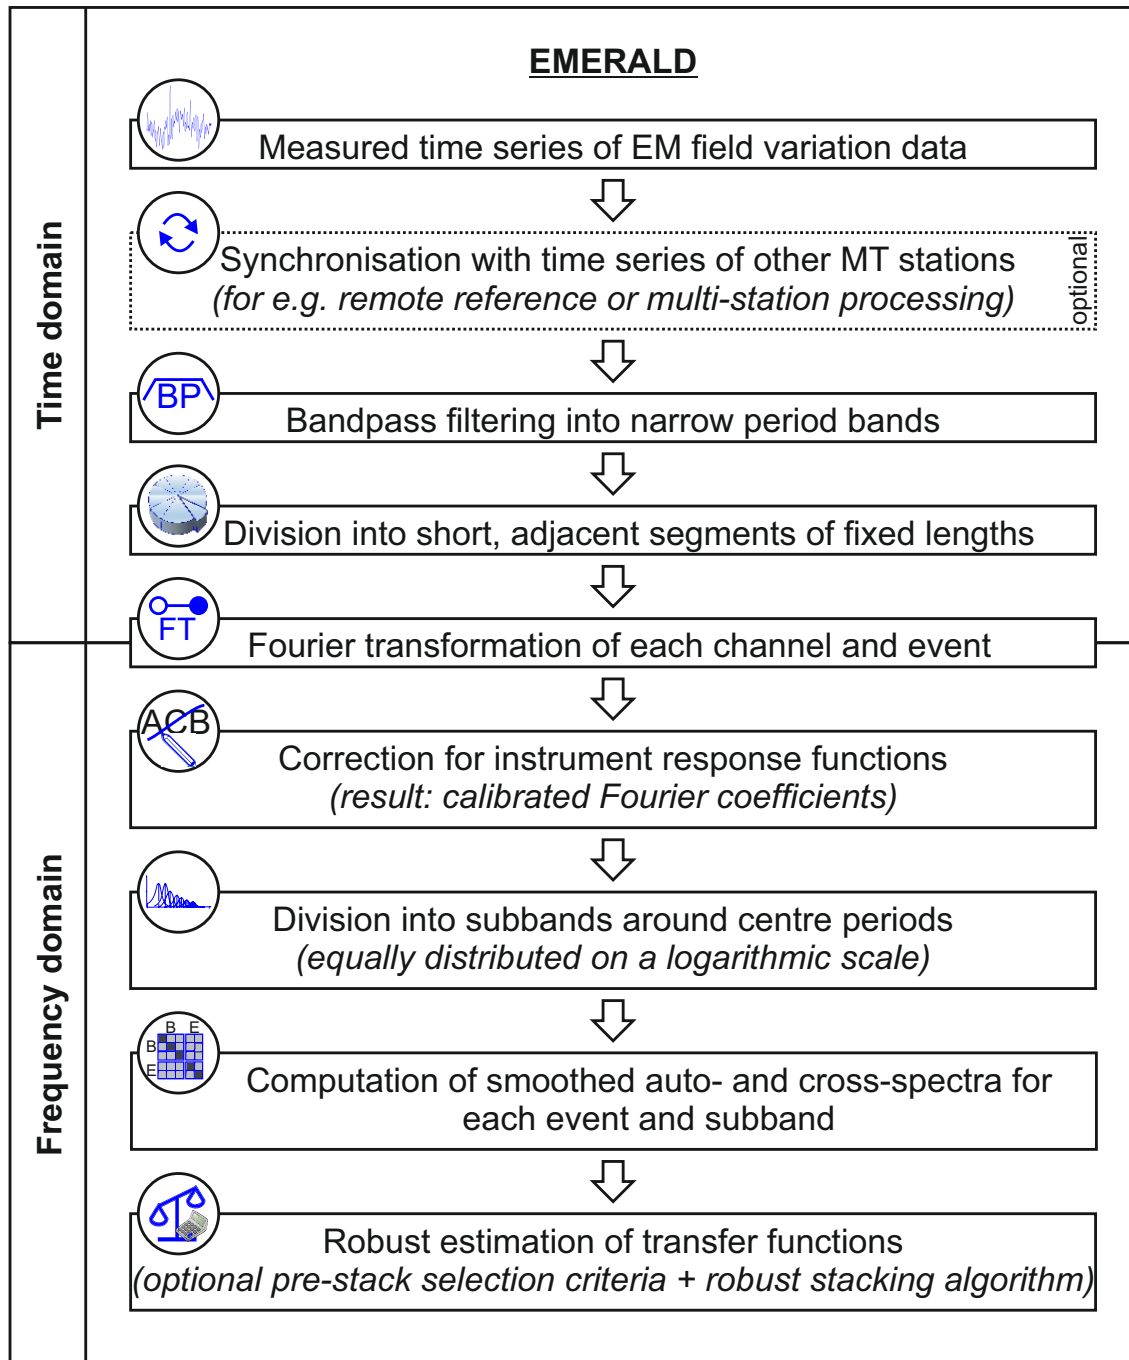 EMERALD
Time domain
Measured time series of EM field variation data
Synchronisation with time series of other MT stations
(for e.g. remote reference or multi-station processing)
optional
BP
Bandpass filtering into narrow period bands
Division into short, adjacent segments of fixed lengths
FT
Fourier transformation of each channel and event
Frequency domain
ACB
Correction for instrument response functions
(result: calibrated Fourier coefficients)
Division into subbands around centre periods
(equally distributed on a logarithmic scale)
B E
B
E
Computation of smoothed auto- and cross-spectra for
each event and subband
Robust estimation of transfer functions
(optional pre-stack selection criteria + robust stacking algorithm)